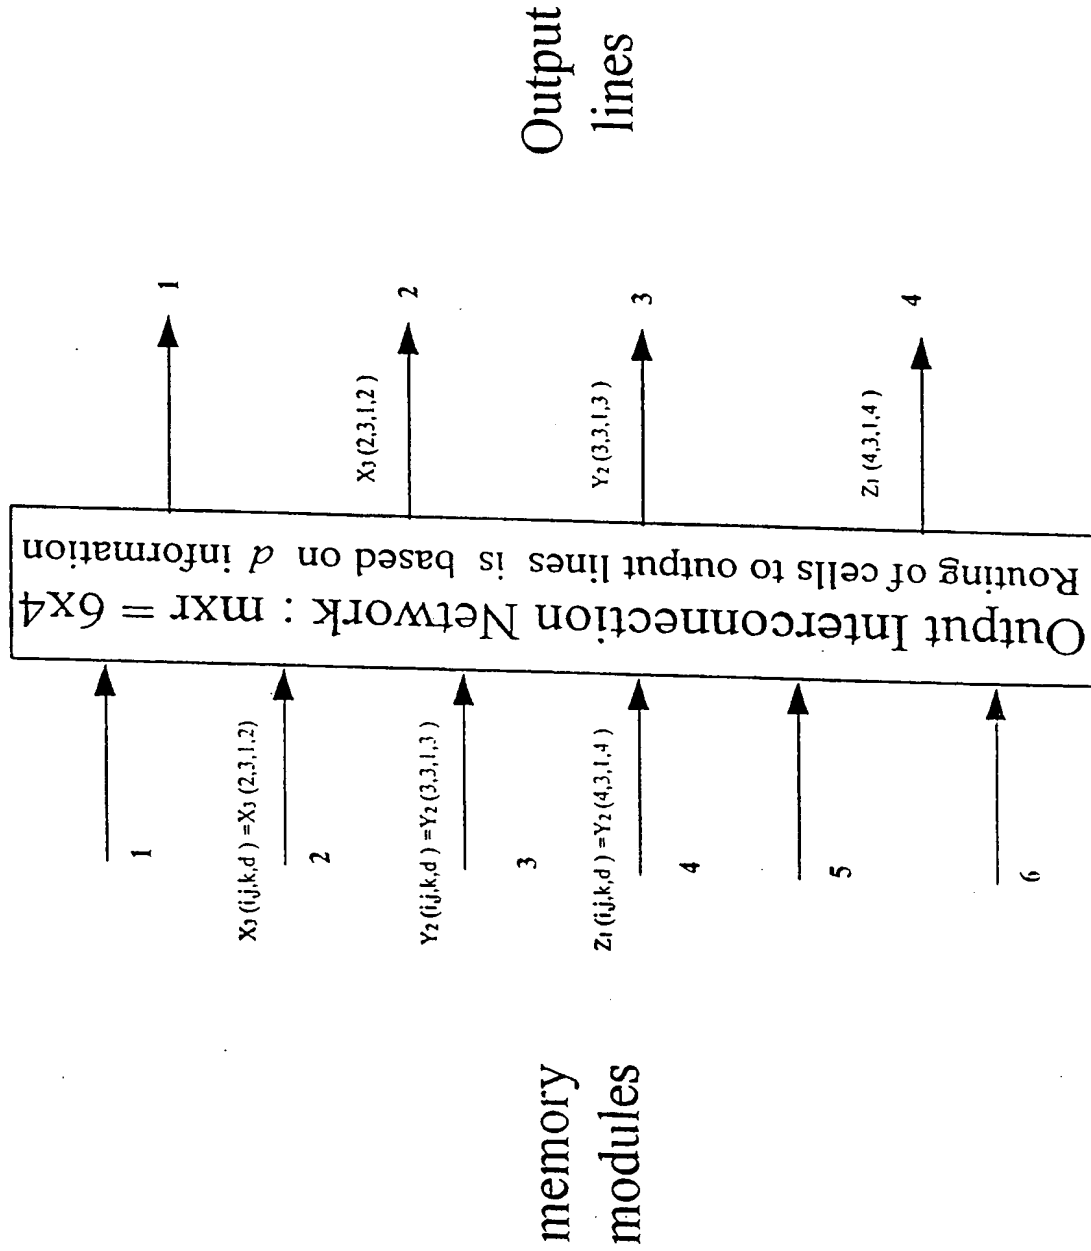 memory
modules
1
X3 (i,j,k,d ) =X3 (2,3,1,2)
2
Y2 (i,j,k,d ) =Y2 (3,3,1,3 )
3
Z1 (i,j,k,d ) =Y2 (4,3,1,4 )
4
5
6
Output Interconnection Network : mxr = 6x4
Routing of cells to output lines is based on d information
1
X3 (2,3,1,2 )
2
Y2 (3,3,1,3 )
3
Z1 (4,3,1,4 )
4
Output
lines